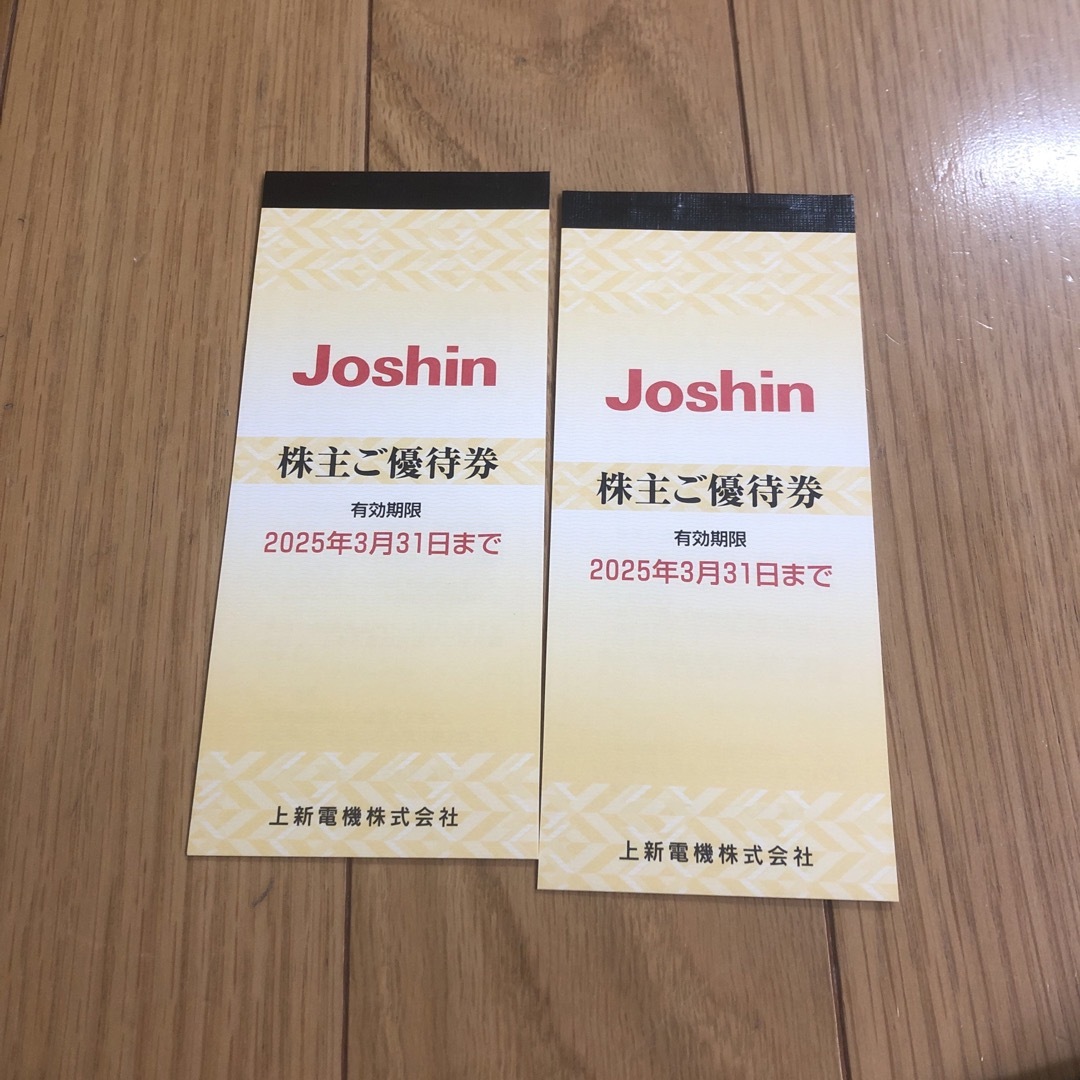 Joshin
株主ご優待券
有効期限
2025年3月31日まで
上新電機株式会社
Joshin
株主ご優待券
有効期限
2025年3月31日まで
上新電機株式会社